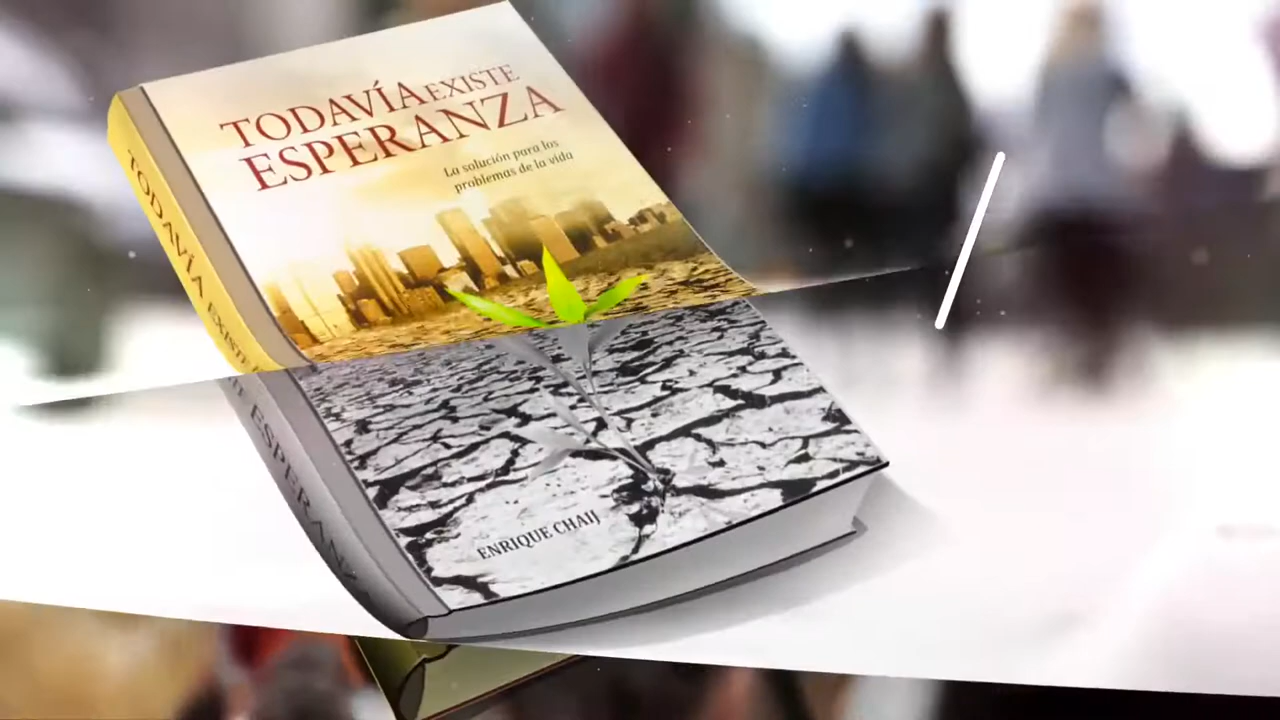 TODAVÍA EXISTE
ESPERANZA
La solución para los
problemas de la vida
ENRIQUE CHAIJ
TODAVÍA EXISTE ESPERANZA